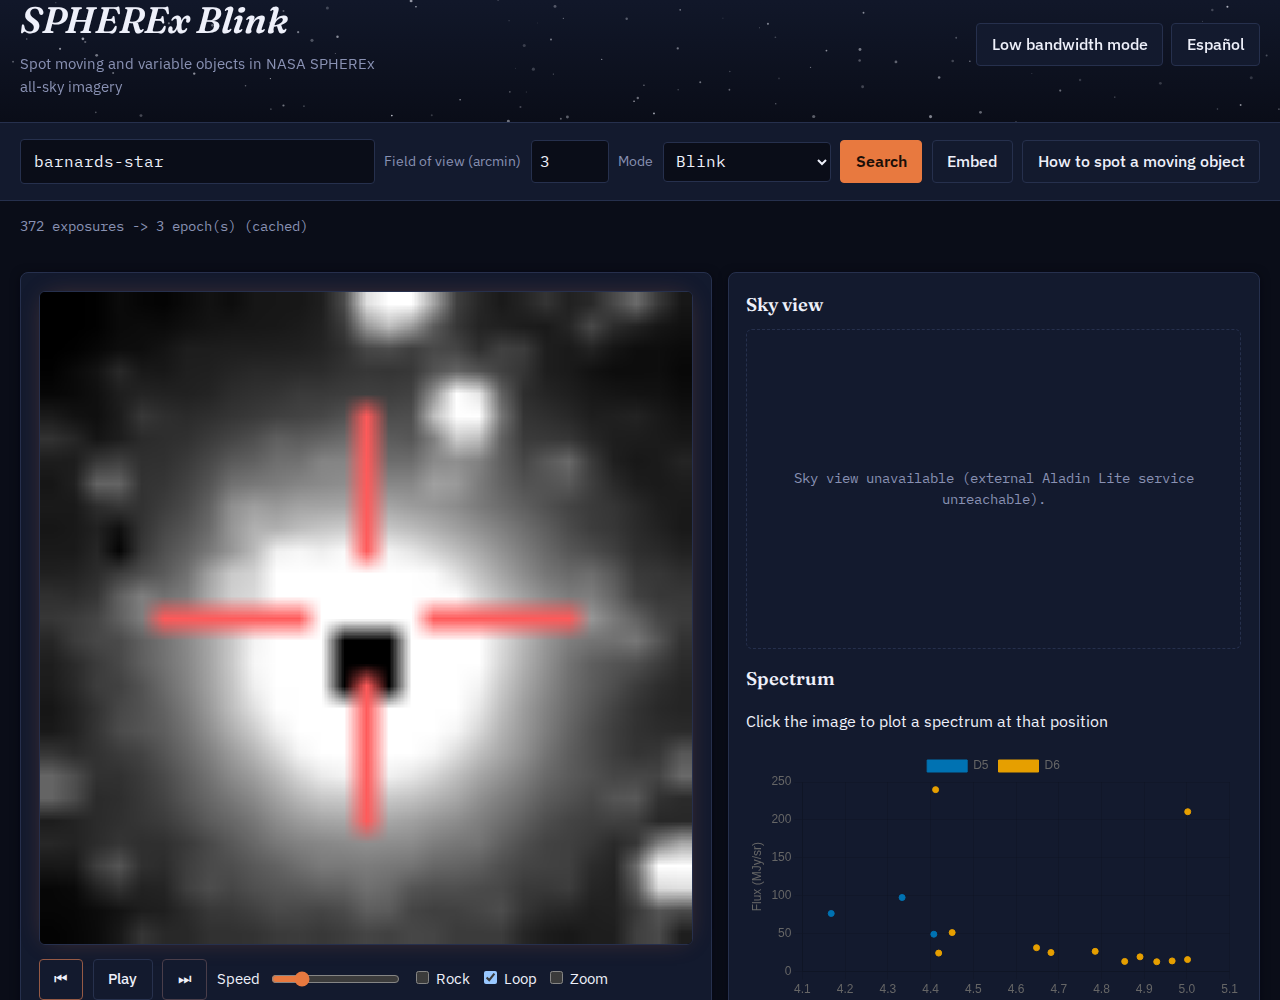 SPHEREx Blink
Spot moving and variable objects in NASA SPHEREx
all-sky imagery
Low bandwidth mode
Español
barnards-star
Field of view (arcmin)
3
Mode
Blink
Search
Embed
How to spot a moving object
372 exposures -> 3 epoch(s) (cached)
Sky view
Sky view unavailable (external Aladin Lite service
unreachable).
Spectrum
Click the image to plot a spectrum at that position
D5
D6
250
200
150
100
50
0
Flux (MJy/sr)
4.1
4.2
4.3
4.4
4.5
4.6
4.7
4.8
4.9
5.0
5.1
Play
Speed
Rock
Loop
Zoom